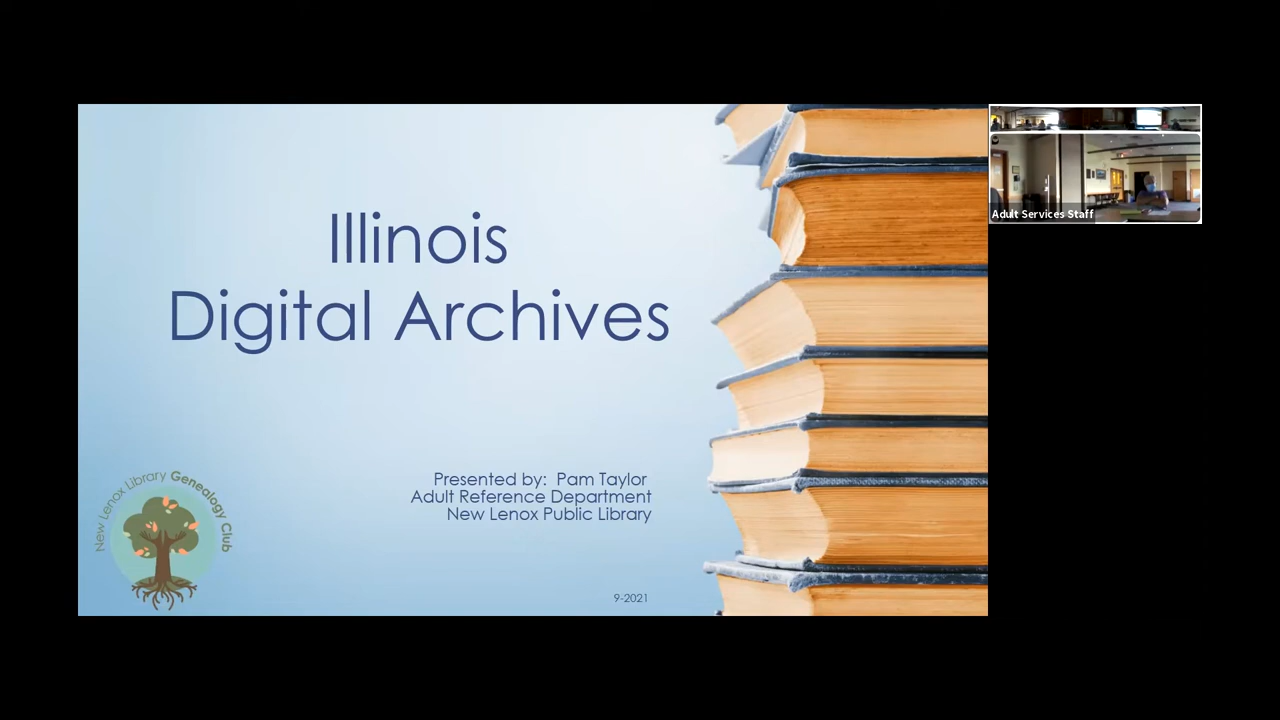 Illinois
Digital Archives
Presented by: Pam Taylor
Adult Reference Department
New Lenox Public Library
New Lenox Library Genealogy Club
9-2021
Adult Services Staff